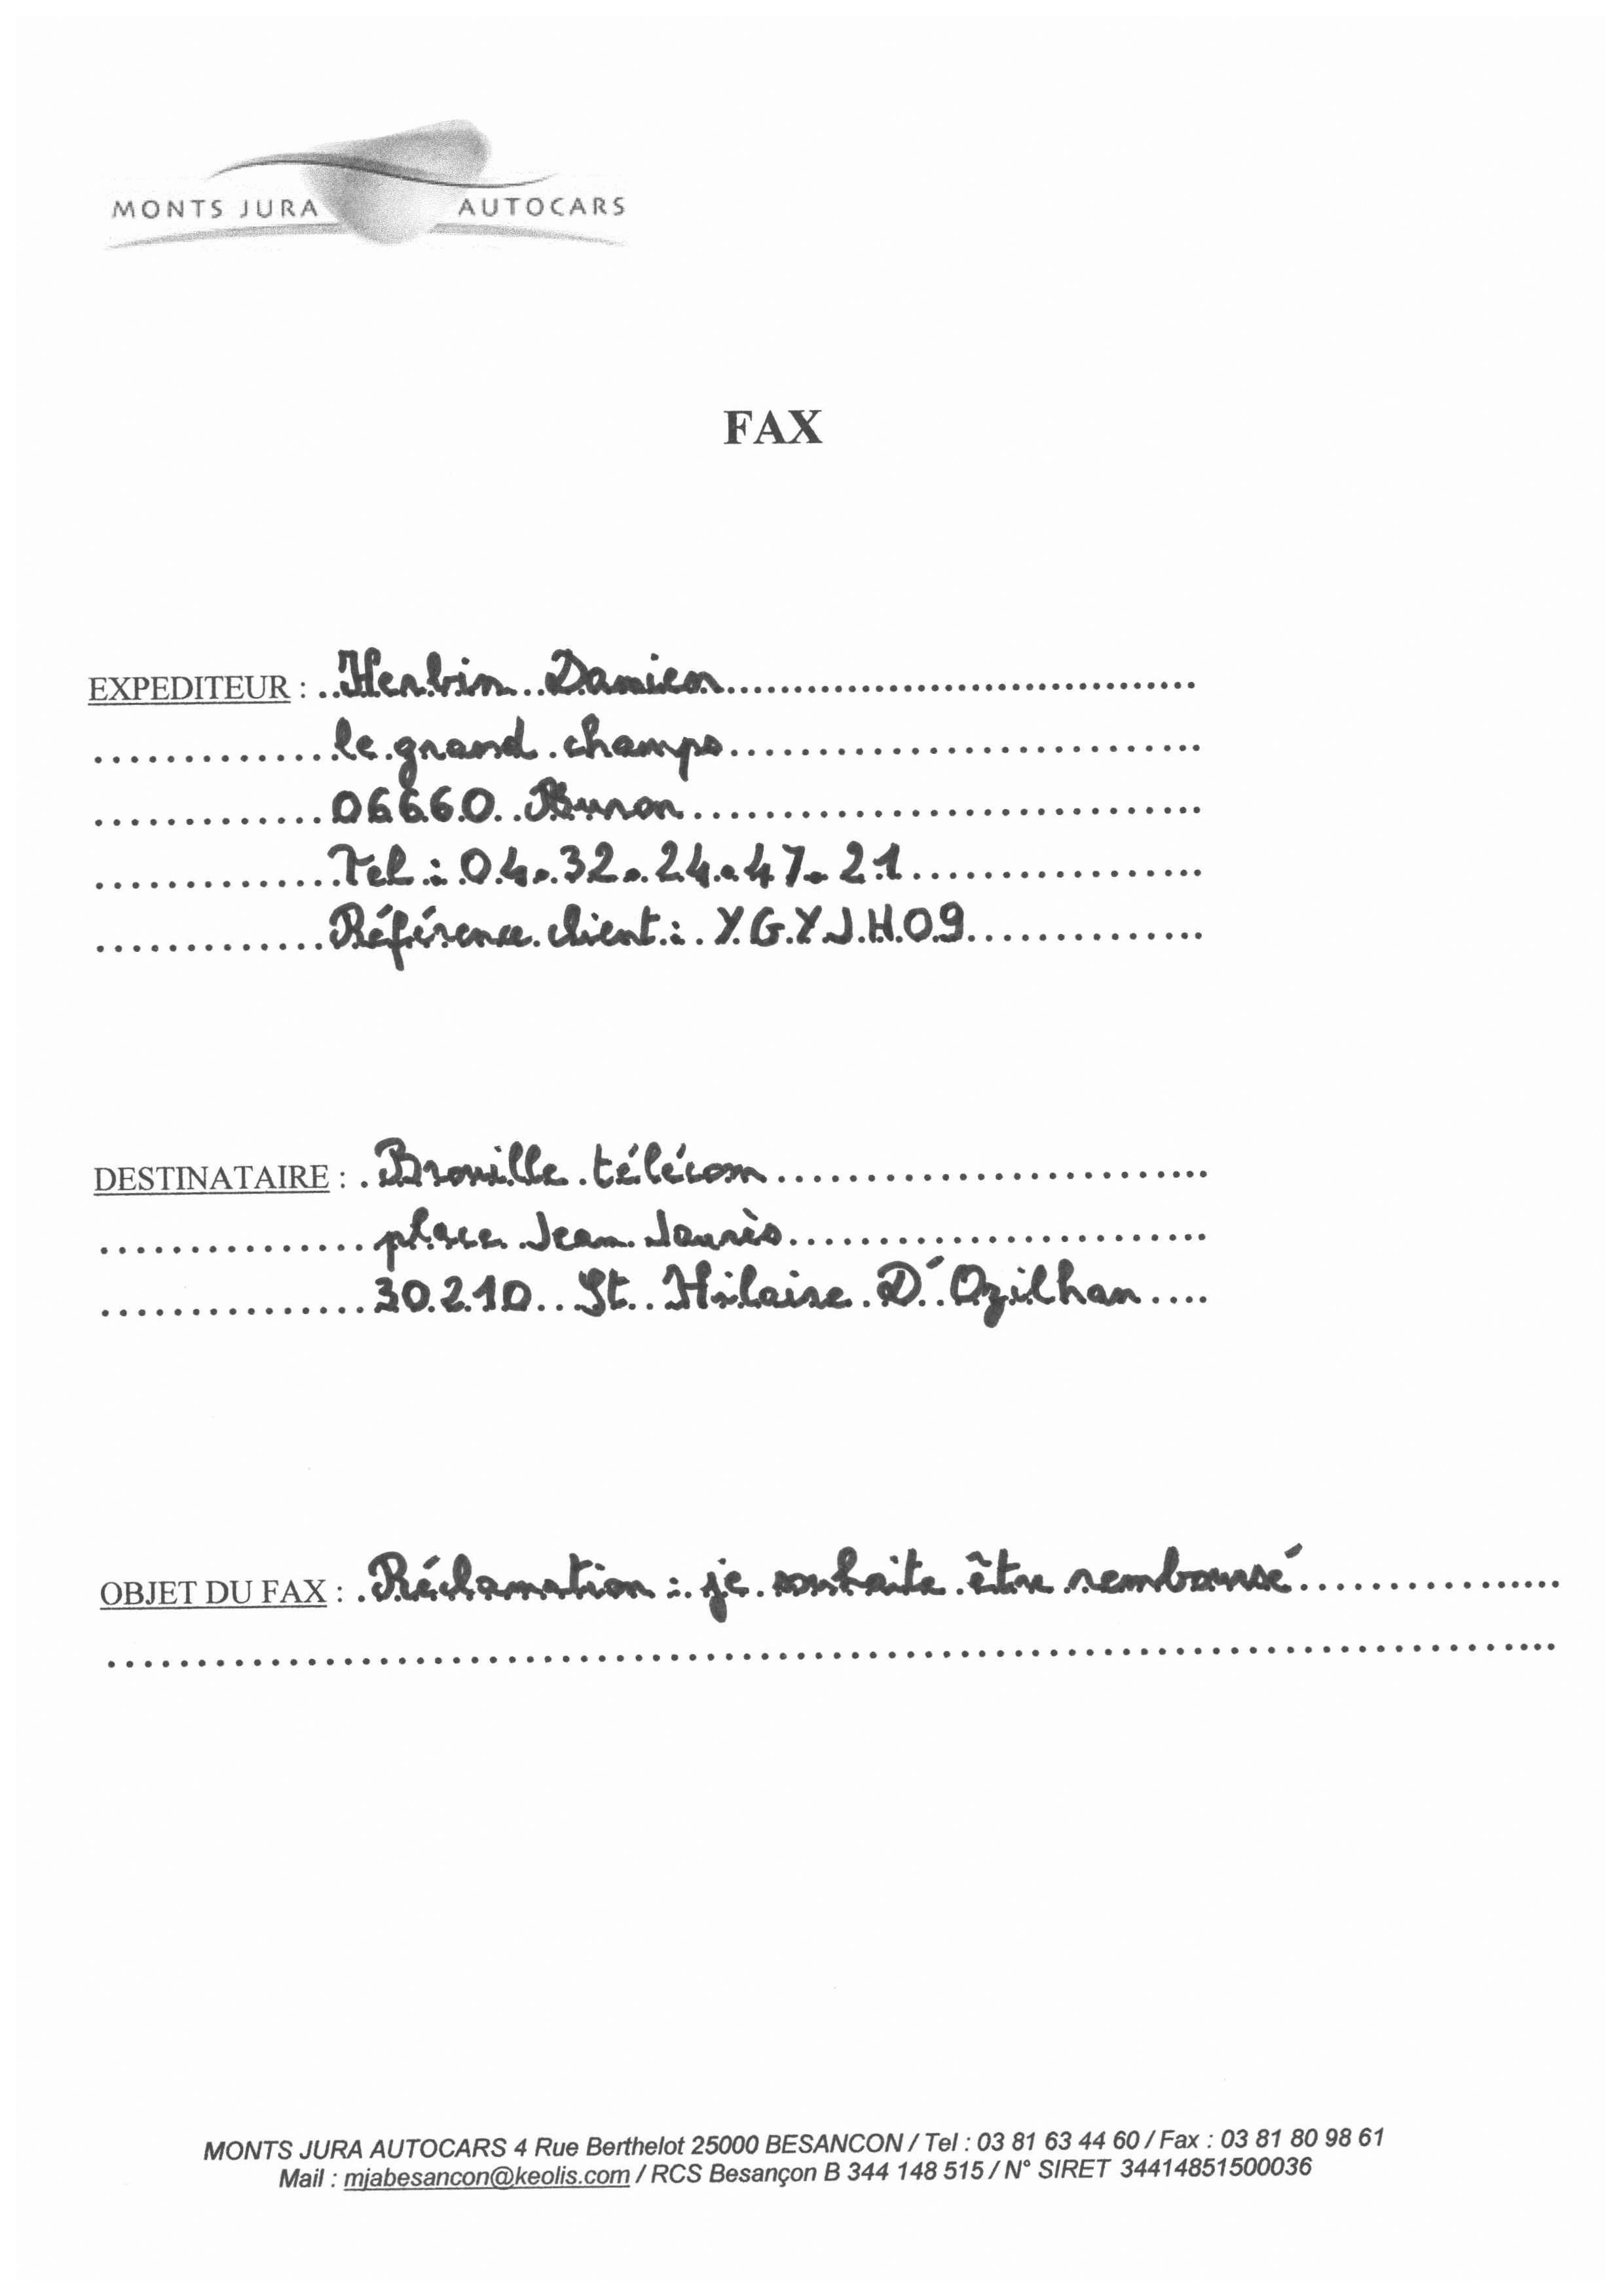 MONTS JURA AUTOCARS
FAX
EXPEDITEUR : Herbin Damien
le grand champs
06660 Buron
Tel : 04.32.24.47.21
Référence client : YGYJH09
DESTINATAIRE : Brouille télécom
place Jean Jaurès
30210 St Hilaire D'Ozilhan
OBJET DU FAX : Réclamation : je souhaite être remboursé
MONTS JURA AUTOCARS 4 Rue Berthelot 25000 BESANCON / Tel : 03 81 63 44 60 / Fax : 03 81 80 98 61
Mail : mjabesancon@keolis.com / RCS Besançon B 344 148 515 / N° SIRET 34414851500036